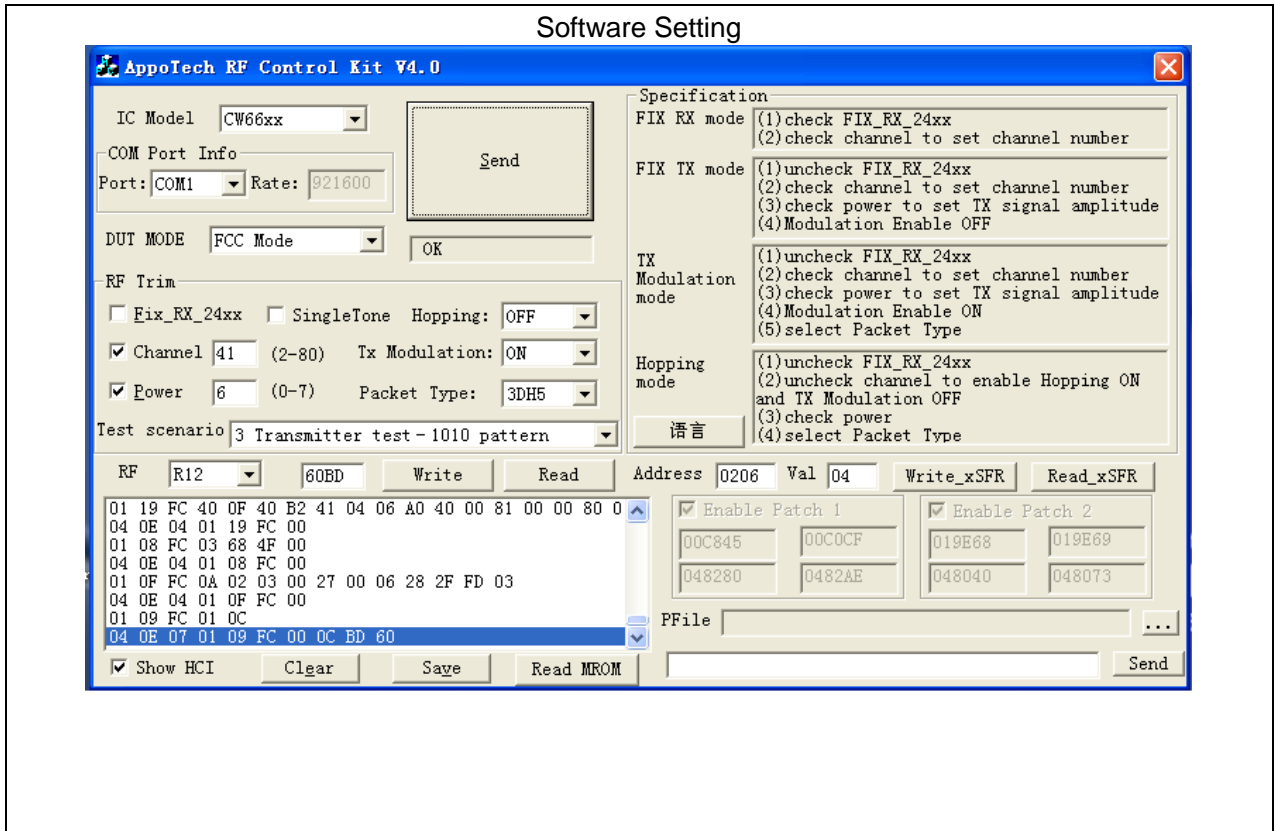 Software Setting
AppoTech RF Control Kit V4.0
IC Model CW66xx
COM Port Info
Port: COM1 Rate: 921600
Send
DUT MODE FCC Mode
OK
RF Trim
Fix_RX_24xx SingleTone Hopping: OFF
Channel 41 (2-80) Tx Modulation: ON
Power 6 (0-7) Packet Type: 3DH5
Test scenario 3 Transmitter test - 1010 pattern
Specification
FIX RX mode (1)check FIX_RX_24xx
(2)check channel to set channel number
FIX TX mode (1)uncheck FIX_RX_24xx
(2)check channel to set channel number
(3)check power to set TX signal amplitude
(4)Modulation Enable OFF
TX
Modulation
mode
(1)uncheck FIX_RX_24xx
(2)check channel to set channel number
(3)check power to set TX signal amplitude
(4)Modulation Enable ON
(5)select Packet Type
Hopping
mode
(1)uncheck FIX_RX_24xx
(2)uncheck channel to enable Hopping ON
and TX Modulation OFF
(3)check power
(4)select Packet Type
语言
RF R12 60BD Write Read
Address 0206 Val 04 Write_xSFR Read_xSFR
01 19 FC 40 0F 40 B2 41 04 06 A0 40 00 81 00 00 80 0
04 0E 04 01 19 FC 00
01 08 FC 03 68 4F 00
04 0E 04 01 08 FC 00
01 0F FC 0A 02 03 00 27 00 06 28 2F FD 03
04 0E 04 01 0F FC 00
01 09 FC 01 0C
04 0E 07 01 09 FC 00 0C BD 60
Enable Patch 1 Enable Patch 2
00C845 00C0CF 019E68 019E69
048280 0482AE 048040 048073
PFile ...
Show HCI Clear Save Read MROM
Send